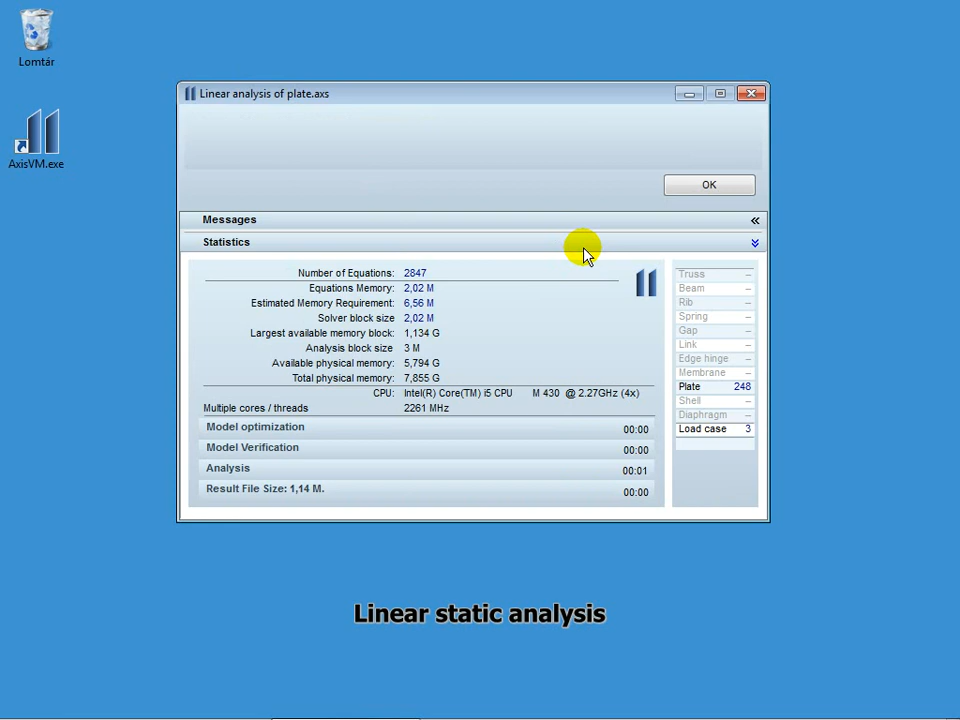 Lomtár
AxisVM.exe
Linear analysis of plate.axs
OK
Messages
Statistics
Number of Equations: 2847
Equations Memory: 2,02 M
Estimated Memory Requirement: 6,56 M
Solver block size 2,02 M
Largest available memory block: 1,134 G
Analysis block size 3 M
Available physical memory: 5,794 G
Total physical memory: 7,855 G
CPU: Intel(R) Core(TM) i5 CPU M 430 @ 2.27GHz (4x)
Multiple cores / threads 2261 MHz
Model optimization 00:00
Model Verification 00:00
Analysis 00:01
Result File Size: 1,14 M. 00:00
Truss –
Beam –
Rib –
Spring –
Gap –
Link –
Edge hinge –
Membrane –
Plate 248
Shell –
Diaphragm –
Load case 3
Linear static analysis